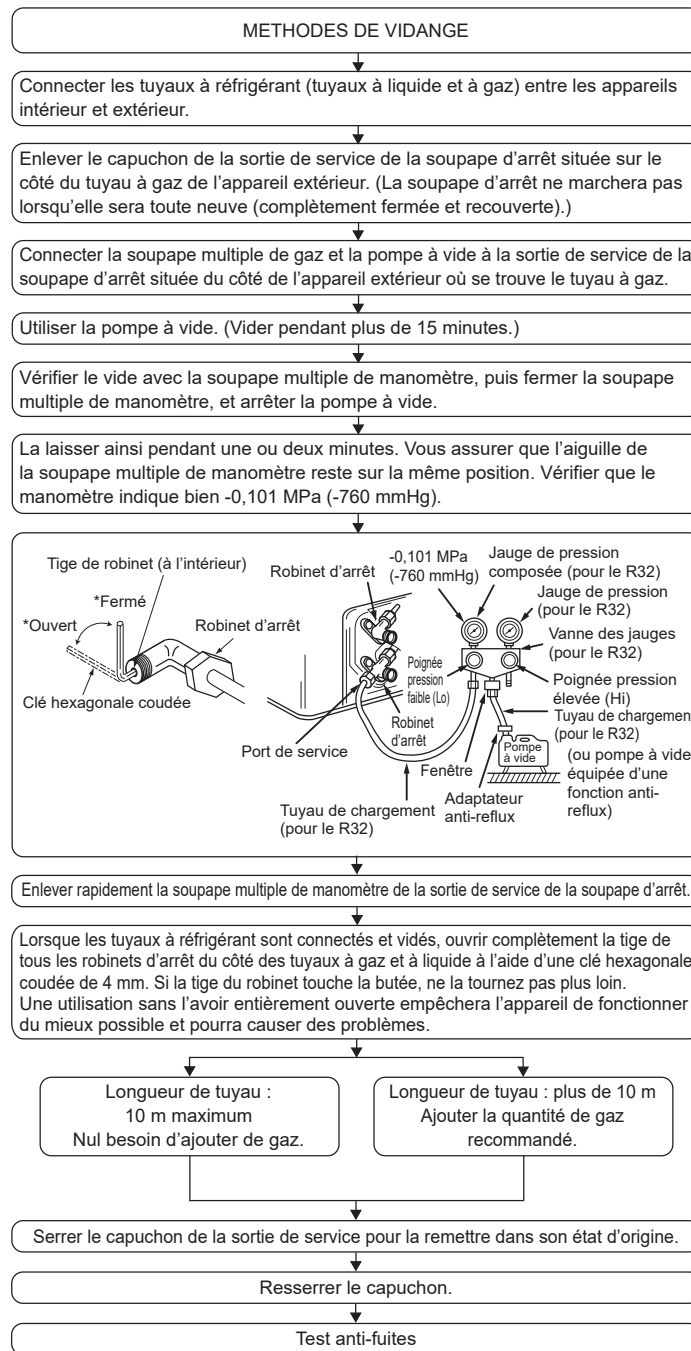 METHODES DE VIDANGE
Connecter les tuyaux à réfrigérant (tuyaux à liquide et à gaz) entre les appareils
intérieur et extérieur.
Enlever le capuchon de la sortie de service de la soupape d'arrêt située sur le
côté du tuyau à gaz de l'appareil extérieur. (La soupape d'arrêt ne marchera pas
lorsqu'elle sera toute neuve (complètement fermée et recouverte).)
Connecter la soupape multiple de gaz et la pompe à vide à la sortie de service de la
soupape d'arrêt située du côté de l'appareil extérieur où se trouve le tuyau à gaz.
Utiliser la pompe à vide. (Vider pendant plus de 15 minutes.)
Vérifier le vide avec la soupape multiple de manomètre, puis fermer la soupape
multiple de manomètre, et arrêter la pompe à vide.
La laisser ainsi pendant une ou deux minutes. Vous assurer que l'aiguille de
la soupape multiple de manomètre reste sur la même position. Vérifier que le
manomètre indique bien -0,101 MPa (-760 mmHg).
Tige de robinet (à l'intérieur)
*Fermé
*Ouvert
Robinet d'arrêt
Clé hexagonale coudée
Robinet d'arrêt
-0,101 MPa
(-760 mmHg)
Jauge de pression
composée (pour le R32)
Jauge de pression
(pour le R32)
Vanne des jauges
(pour le R32)
Poignée
pression
faible (Lo)
Poignée pression
élevée (Hi)
Robinet
d'arrêt
Port de service
Tuyau de chargement
(pour le R32)
Fenêtre
Adaptateur
anti-reflux
Tuyau de chargement
(pour le R32)
Pompe
à vide
(ou pompe à vide
équipée d'une
fonction anti-
reflux)
Enlever rapidement la soupape multiple de manomètre de la sortie de service de la soupape d'arrêt.
Lorsque les tuyaux à réfrigérant sont connectés et vidés, ouvrir complètement la tige de
tous les robinets d'arrêt du côté des tuyaux à gaz et à liquide à l'aide d'une clé hexagonale
coudée de 4 mm. Si la tige du robinet touche la butée, ne la tournez pas plus loin.
Une utilisation sans l'avoir entièrement ouverte empêchera l'appareil de fonctionner
du mieux possible et pourra causer des problèmes.
Longueur de tuyau :
10 m maximum
Nul besoin d'ajouter de gaz.
Longueur de tuyau : plus de 10 m
Ajouter la quantité de gaz
recommandé.
Serrer le capuchon de la sortie de service pour la remettre dans son état d'origine.
Resserrer le capuchon.
Test anti-fuites